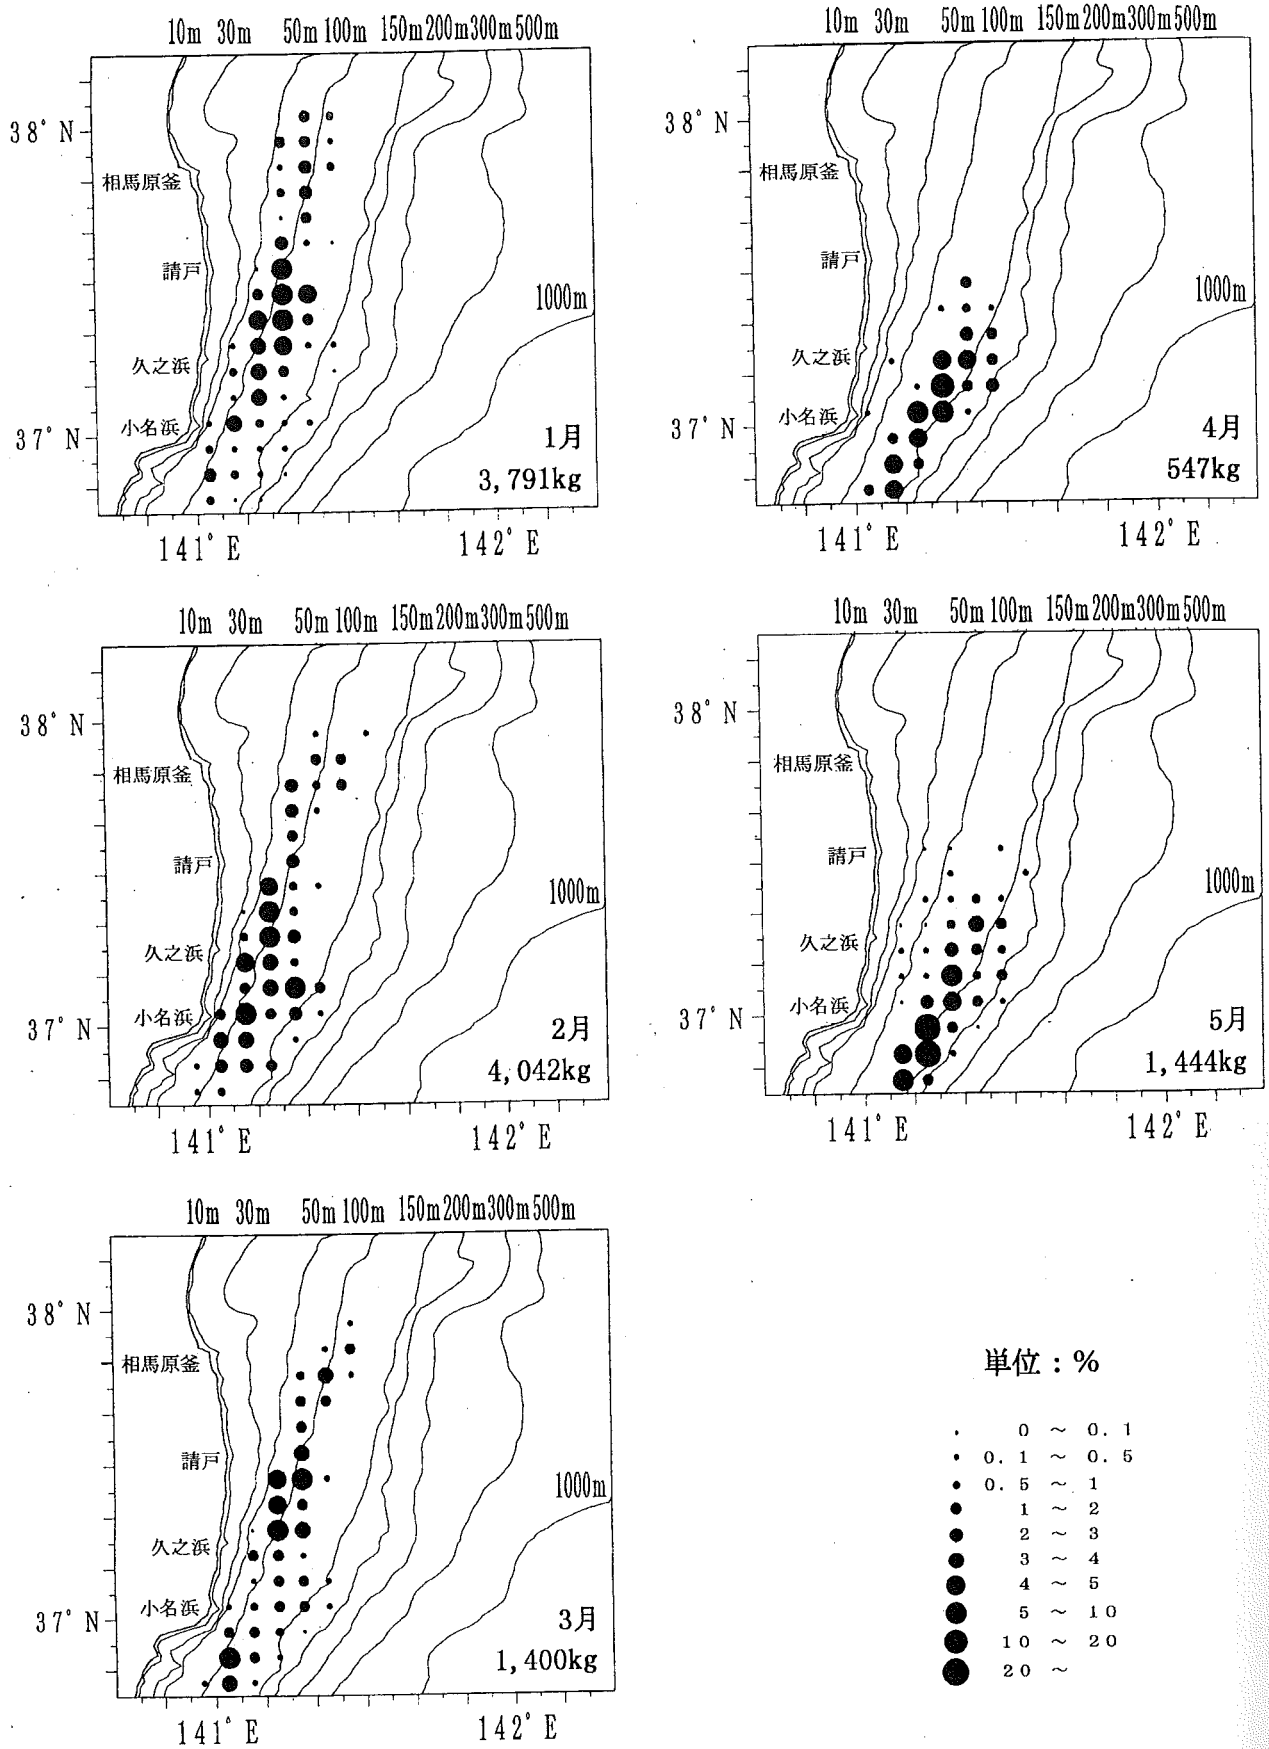 10m 30m 50m 100m 150m 200m 300m 500m
38° N
相馬原釜
請戸
1000m
久之浜
小名浜
37° N
1月
3,791kg
141° E 142° E
10m 30m 50m 100m 150m 200m 300m 500m
38° N
相馬原釜
請戸
1000m
久之浜
小名浜
37° N
4月
547kg
141° E 142° E
10m 30m 50m 100m 150m 200m 300m 500m
38° N
相馬原釜
請戸
1000m
久之浜
小名浜
37° N
2月
4,042kg
141° E 142° E
10m 30m 50m 100m 150m 200m 300m 500m
38° N
相馬原釜
請戸
1000m
久之浜
小名浜
37° N
5月
1,444kg
141° E 142° E
10m 30m 50m 100m 150m 200m 300m 500m
38° N
相馬原釜
請戸
1000m
久之浜
小名浜
37° N
3月
1,400kg
141° E 142° E
単位：%
0 ～ 0.1
0.1 ～ 0.5
0.5 ～ 1
1 ～ 2
2 ～ 3
3 ～ 4
4 ～ 5
5 ～ 10
10 ～ 20
20 ～